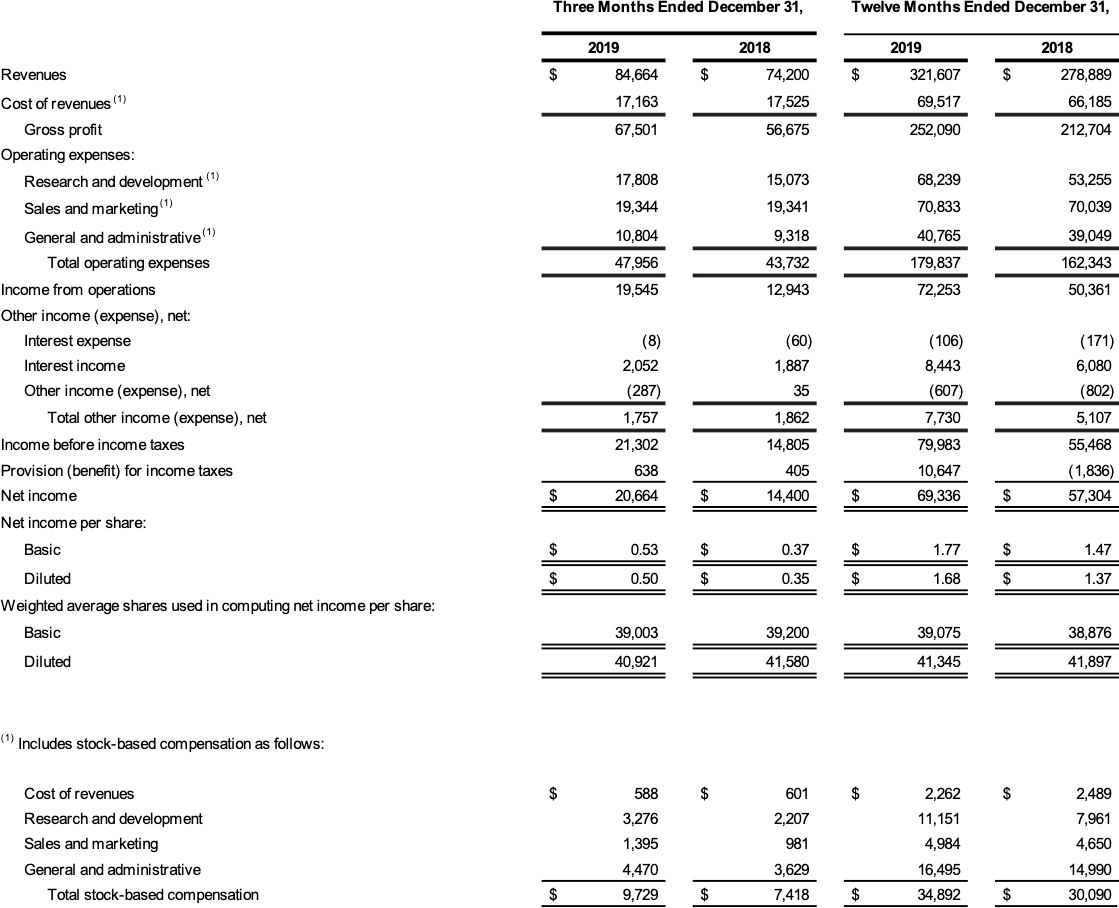 Three Months Ended December 31, Twelve Months Ended December 31,
2019 2018 2019 2018
Revenues $ 84,664 $ 74,200 $ 321,607 $ 278,889
Cost of revenues (1) 17,163 17,525 69,517 66,185
Gross profit 67,501 56,675 252,090 212,704
Operating expenses:
Research and development (1) 17,808 15,073 68,239 53,255
Sales and marketing (1) 19,344 19,341 70,833 70,039
General and administrative (1) 10,804 9,318 40,765 39,049
Total operating expenses 47,956 43,732 179,837 162,343
Income from operations 19,545 12,943 72,253 50,361
Other income (expense), net:
Interest expense (8) (60) (106) (171)
Interest income 2,052 1,887 8,443 6,080
Other income (expense), net (287) 35 (607) (802)
Total other income (expense), net 1,757 1,862 7,730 5,107
Income before income taxes 21,302 14,805 79,983 55,468
Provision (benefit) for income taxes 638 405 10,647 (1,836)
Net income $ 20,664 $ 14,400 $ 69,336 $ 57,304
Net income per share:
Basic $ 0.53 $ 0.37 $ 1.77 $ 1.47
Diluted $ 0.50 $ 0.35 $ 1.68 $ 1.37
Weighted average shares used in computing net income per share:
Basic 39,003 39,200 39,075 38,876
Diluted 40,921 41,580 41,345 41,897
(1) Includes stock-based compensation as follows:
Cost of revenues $ 588 $ 601 $ 2,262 $ 2,489
Research and development 3,276 2,207 11,151 7,961
Sales and marketing 1,395 981 4,984 4,650
General and administrative 4,470 3,629 16,495 14,990
Total stock-based compensation $ 9,729 $ 7,418 $ 34,892 $ 30,090